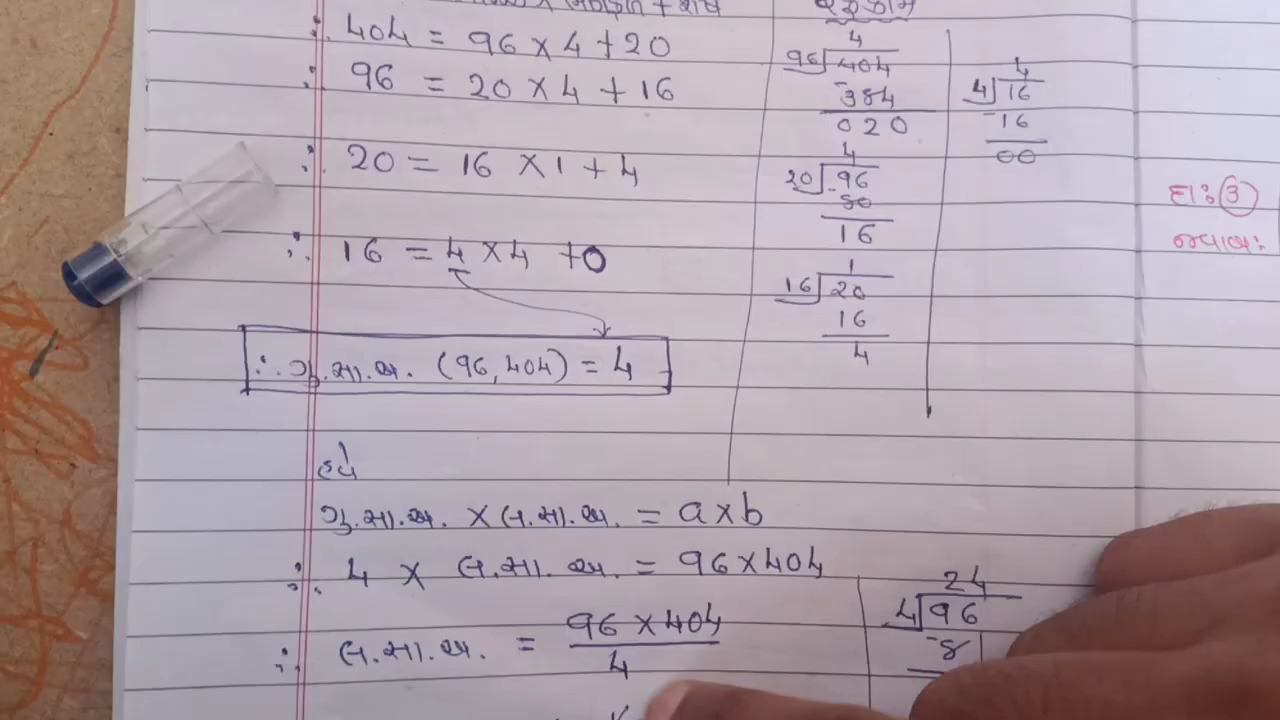 × + શેષ
∴ 404 = 96 × 4 + 20
∴ 96 = 20 × 4 + 16
∴ 20 = 16 × 1 + 4
∴ 16 = 4 × 4 + 0
∴ ગુ.સા.અ. (96, 404) = 4
હવે
ગુ.સા.અ. × લ.સા.અ. = a × b
∴ 4 × લ.સા.અ. = 96 × 404
∴ લ.સા.અ. = 96 × 404
4
4
96 404
-384
020
4
20 96
-80
16
1
16 20
16
4
4
4 16
-16
00
24
4 96
-8
હા: 3
જવાબ: